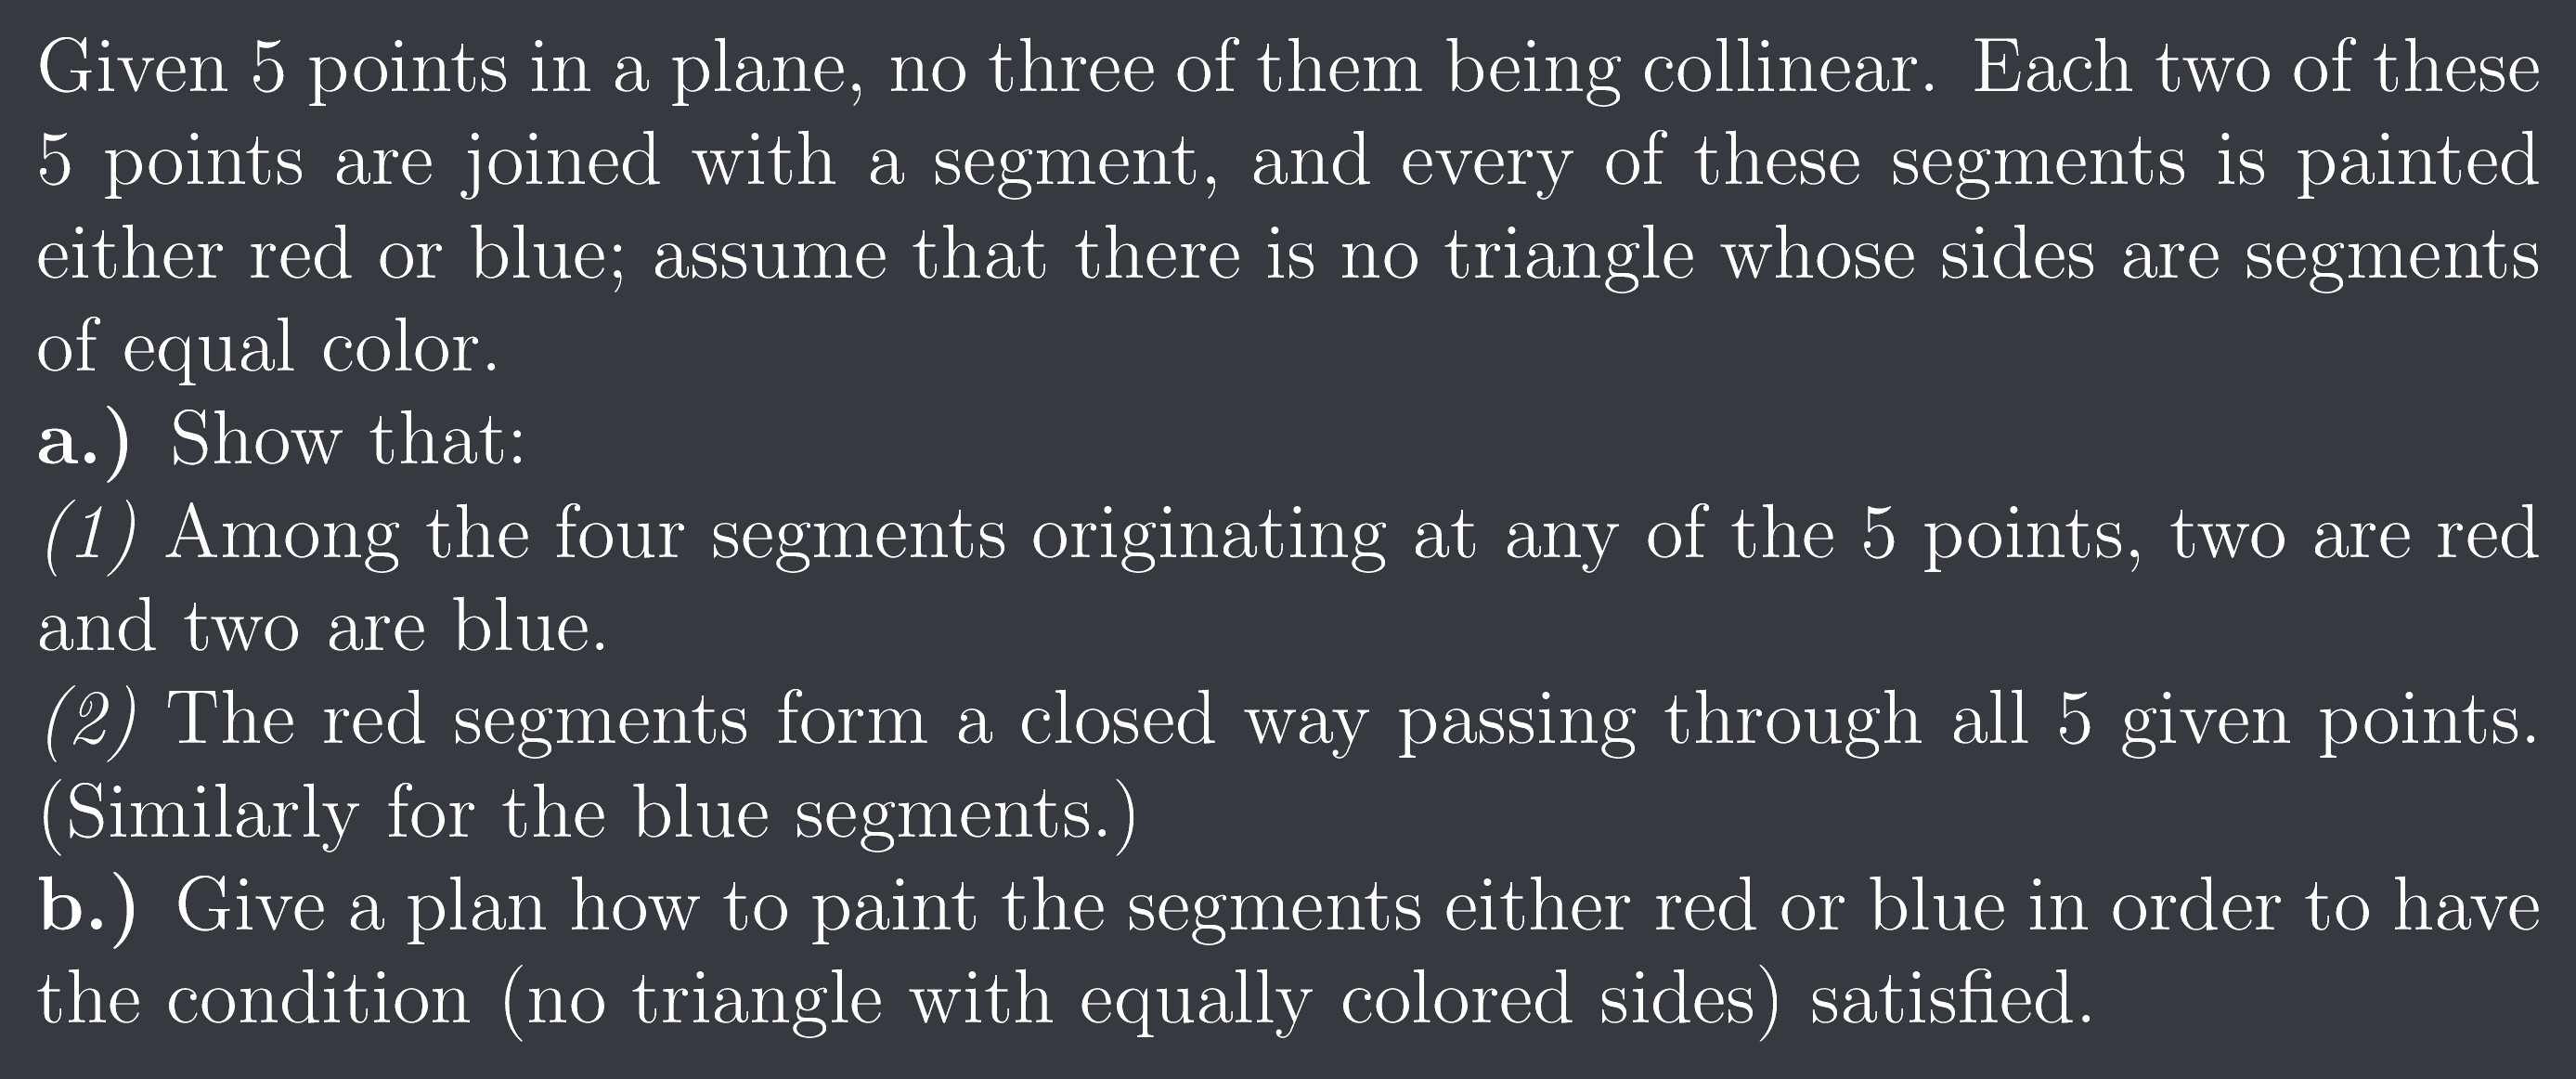 Given 5 points in a plane, no three of them being collinear. Each two of these
5 points are joined with a segment, and every of these segments is painted
either red or blue; assume that there is no triangle whose sides are segments
of equal color.
a.) Show that:
(1) Among the four segments originating at any of the 5 points, two are red
and two are blue.
(2) The red segments form a closed way passing through all 5 given points.
(Similarly for the blue segments.)
b.) Give a plan how to paint the segments either red or blue in order to have
the condition (no triangle with equally colored sides) satisfied.